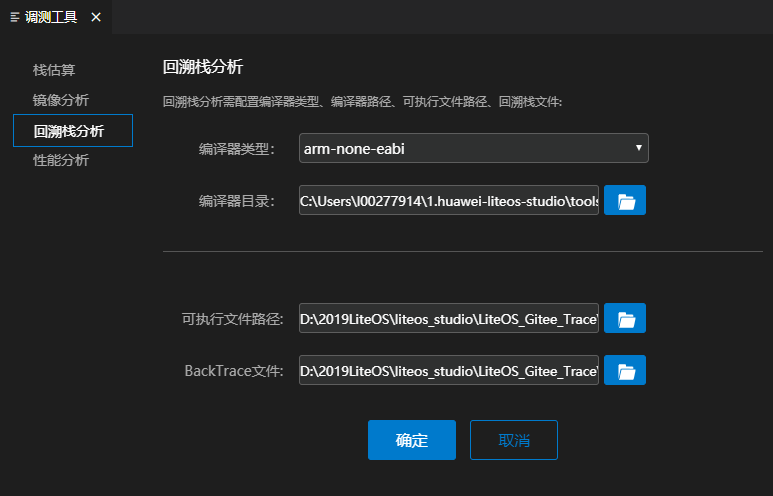 调测工具
栈估算
镜像分析
回溯栈分析
性能分析
回溯栈分析
回溯栈分析需配置编译器类型、编译器路径、可执行文件路径、回溯栈文件:
编译器类型: arm-none-eabi
编译器目录: C:\Users\l00277914\1.huawei-liteos-studio\tools
可执行文件路径: D:\2019LiteOS\liteos_studio\LiteOS_Gitee_Trace\
BackTrace文件: D:\2019LiteOS\liteos_studio\LiteOS_Gitee_Trace\
确定 取消